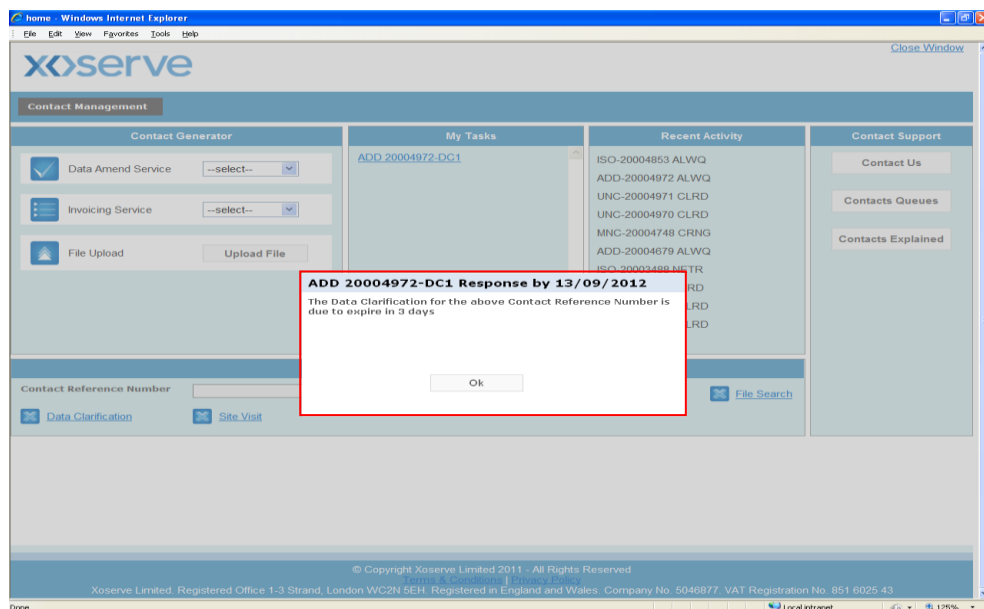 home - Windows Internet Explorer
File Edit View Favorites Tools Help
Close Window
xoserve
Contact Management
Contact Generator
My Tasks
Recent Activity
Contact Support
Data Amend Service
--select--
Invoicing Service
--select--
File Upload
Upload File
ADD 20004972-DC1
ISO-20004853 ALWQ
ADD-20004972 ALWQ
UNC-20004971 CLRD
UNC-20004970 CLRD
MNC-20004748 CRNG
ADD-20004679 ALWQ
ISO-20003488 NETR
RD
LRD
LRD
Contact Us
Contacts Queues
Contacts Explained
ADD 20004972-DC1 Response by 13/09/2012
The Data Clarification for the above Contact Reference Number is
due to expire in 3 days
Ok
Contact Reference Number
File Search
Data Clarification
Site Visit
© Copyright Xoserve Limited 2011 - All Rights Reserved
Terms & Conditions | Privacy Policy
Xoserve Limited. Registered Office 1-3 Strand, London WC2N 5EH. Registered in England and Wales. Company No. 5046877. VAT Registration No. 851 6025 43
Done
Local intranet
125%